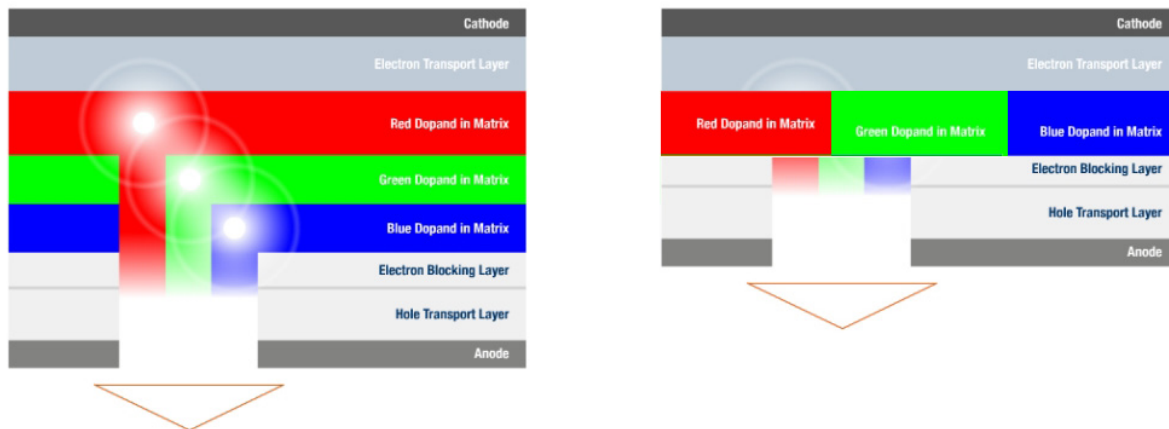 Cathode
Electron Transport Layer
Red Dopand in Matrix
Green Dopand in Matrix
Blue Dopand in Matrix
Electron Blocking Layer
Hole Transport Layer
Anode
Cathode
Electron Transport Layer
Red Dopand in Matrix
Green Dopand in Matrix
Blue Dopand in Matrix
Electron Blocking Layer
Hole Transport Layer
Anode